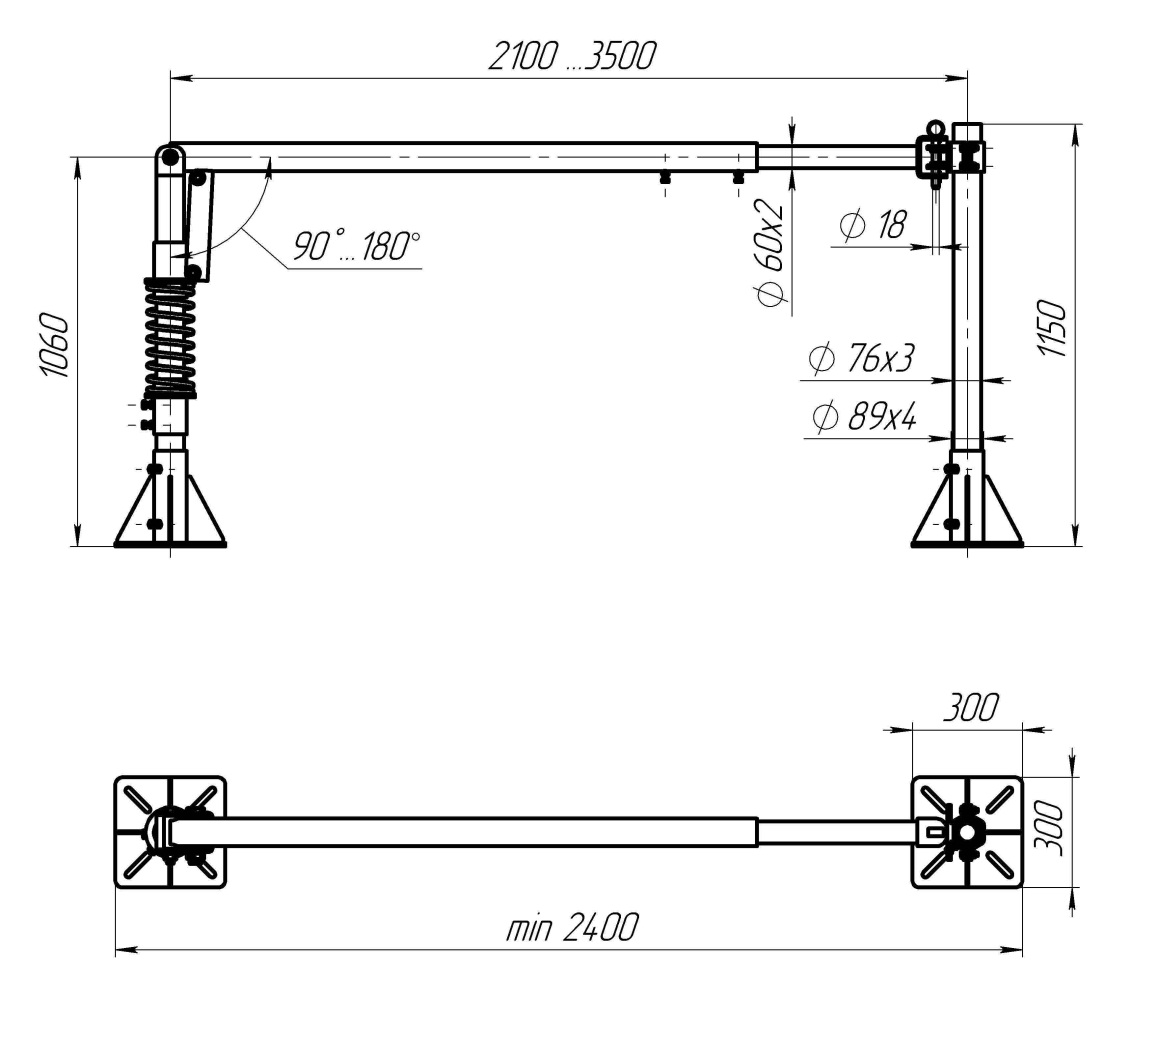 2100 ...3500
⌀ 18
⌀ 60x2
90°...180°
1060
1150
⌀ 76x3
⌀ 89x4
300
300
min 2400